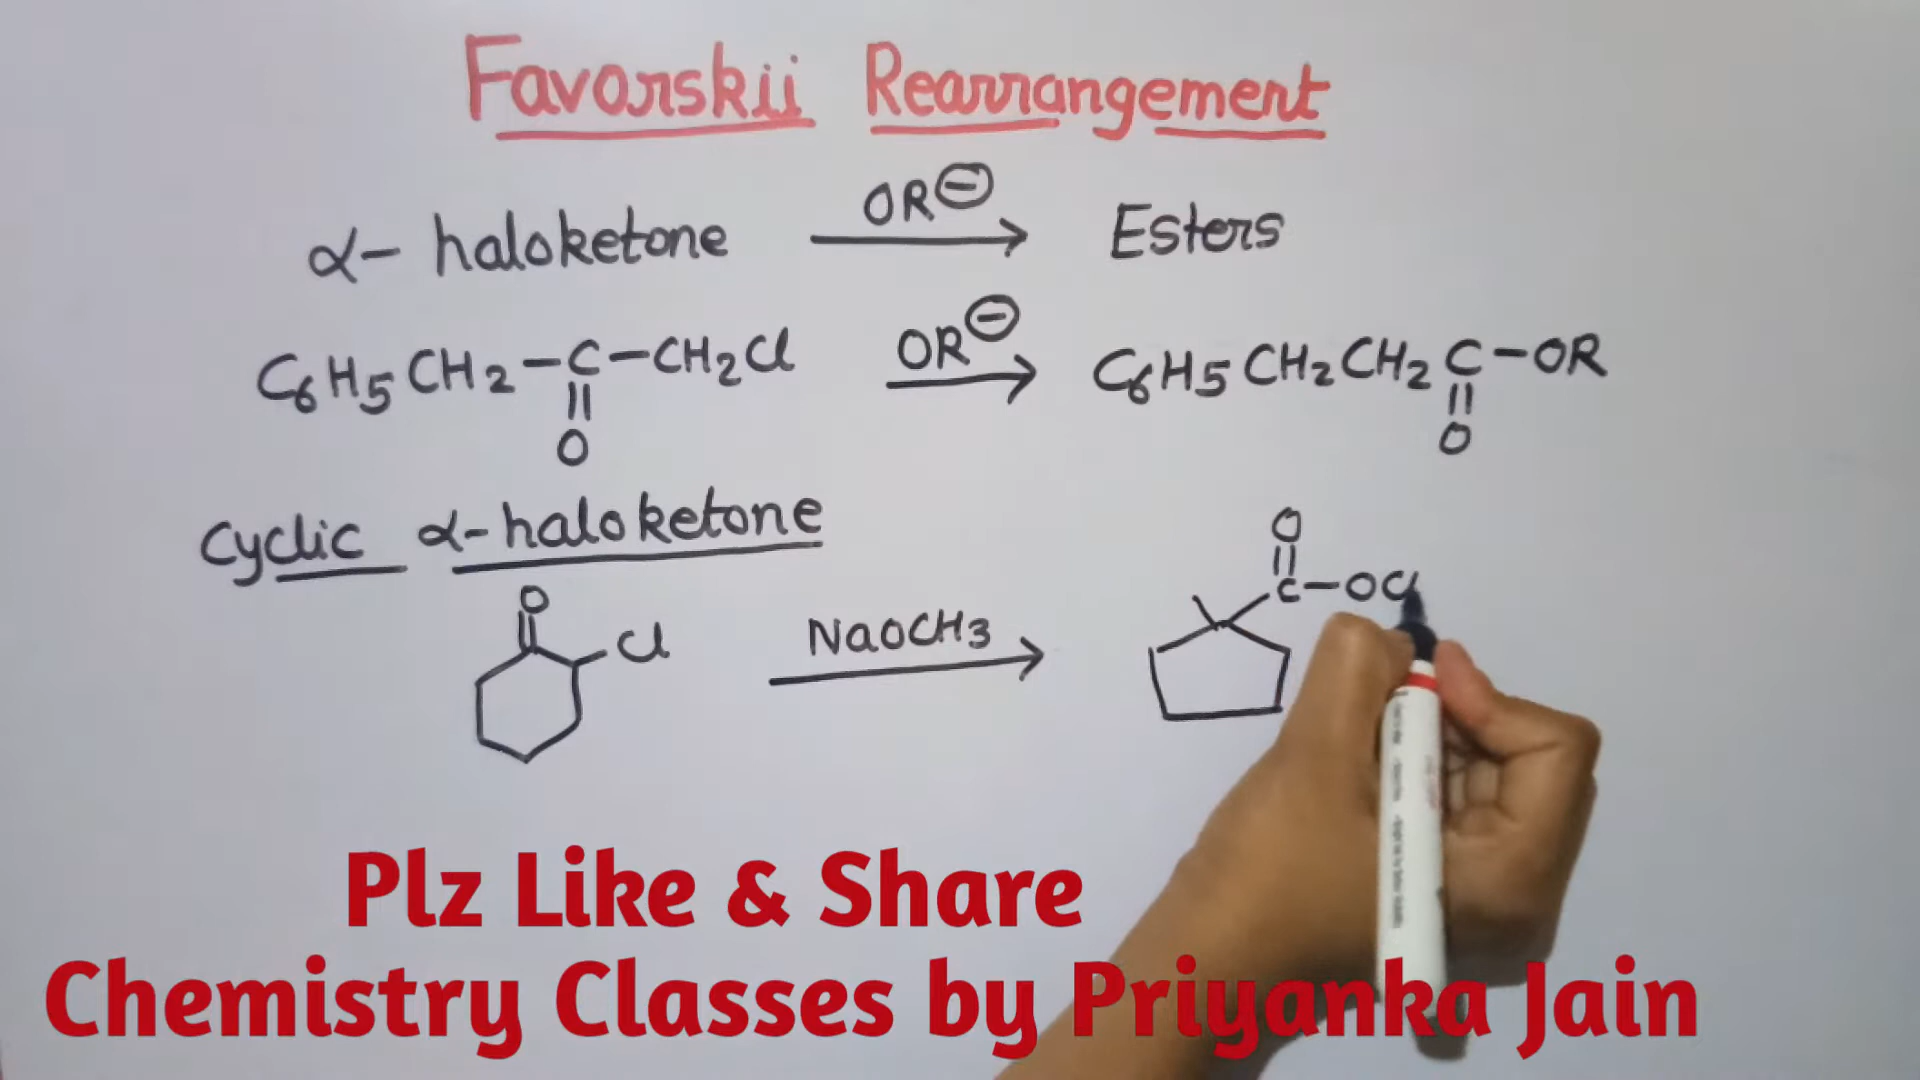 Favorskii Rearrangement
α- haloketone OR⊖ → Esters
C₆H₅CH₂-C-CH₂Cl OR⊖ → C₆H₅CH₂CH₂C-OR
O O
Cyclic α-haloketone
O Cl NaOCH₃ → O C-OC
Plz Like & Share
Chemistry Classes by Priyanka Jain